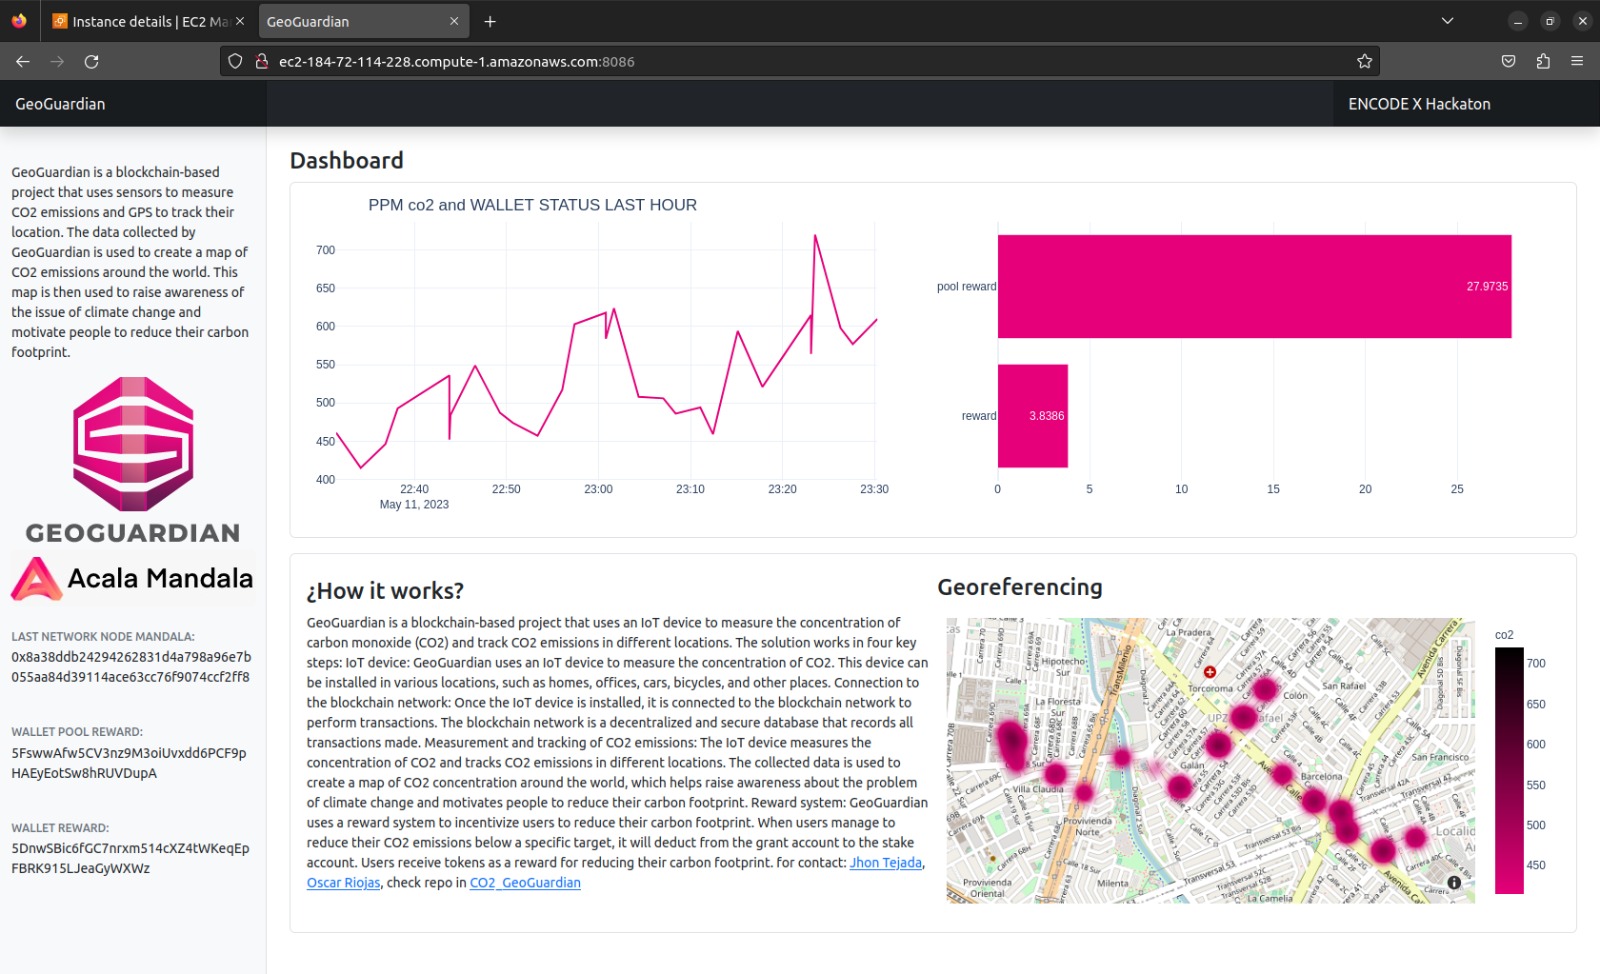 Instance details | EC2 Ma
GeoGuardian
ec2-184-72-114-228.compute-1.amazonaws.com:8086
GeoGuardian
ENCODE X Hackaton
GeoGuardian is a blockchain-based
project that uses sensors to measure
CO2 emissions and GPS to track their
location. The data collected by
GeoGuardian is used to create a map of
CO2 emissions around the world. This
map is then used to raise awareness of
the issue of climate change and
motivate people to reduce their carbon
footprint.
GEOGUARDIAN
Acala Mandala
LAST NETWORK NODE MANDALA:
0x8a38ddb24294262831d4a798a96e7b
055aa84d39114ace63cc76f9074ccf2ff8
WALLET POOL REWARD:
5FswwAfw5CV3nz9M3oiUvxdd6PCF9p
HAEyEotSw8hRUVDupA
WALLET REWARD:
5DnwSBic6fGC7nrxm514cXZ4tWKeqEp
FBRK915LJeaGyWXWz
Dashboard
PPM co2 and WALLET STATUS LAST HOUR
700
650
600
550
500
450
400
22:40
22:50
23:00
23:10
23:20
23:30
May 11, 2023
pool reward
27.9735
reward
3.8386
0
5
10
15
20
25
¿How it works?
GeoGuardian is a blockchain-based project that uses an IoT device to measure the concentration of
carbon monoxide (CO2) and track CO2 emissions in different locations. The solution works in four key
steps: IoT device: GeoGuardian uses an IoT device to measure the concentration of CO2. This device can
be installed in various locations, such as homes, offices, cars, bicycles, and other places. Connection to
the blockchain network: Once the IoT device is installed, it is connected to the blockchain network to
perform transactions. The blockchain network is a decentralized and secure database that records all
transactions made. Measurement and tracking of CO2 emissions: The IoT device measures the
concentration of CO2 and tracks CO2 emissions in different locations. The collected data is used to
create a map of CO2 concentration around the world, which helps raise awareness about the problem
of climate change and motivates people to reduce their carbon footprint. Reward system: GeoGuardian
uses a reward system to incentivize users to reduce their carbon footprint. When users manage to
reduce their CO2 emissions below a specific target, it will deduct from the grant account to the stake
account. Users receive tokens as a reward for reducing their carbon footprint. for contact: Jhon Tejada,
Oscar Riojas, check repo in CO2_GeoGuardian
Georeferencing
La Pradera
Hipotecho
Sur
Torcoroma
Colón
San Rafael
La Floresta
Sur
TransMilenio
Galán
Barcelona
San Francisco
Villa Claudia
Provivienda
Norte
Provivienda
Oriental
Milenta
La Camelia
Localid
Avenida Carrera
co2
700
650
600
550
500
450